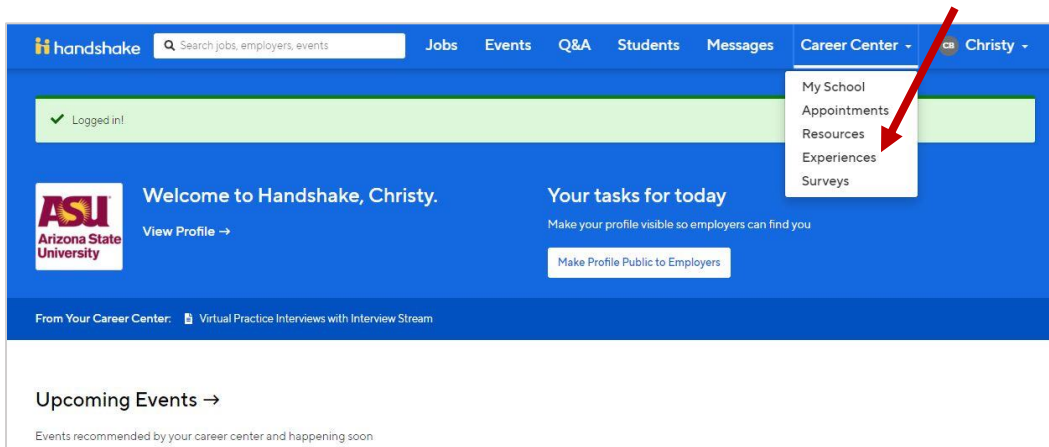 handshake Search jobs, employers, events Jobs Events Q&A Students Messages Career Center CB Christy
My School
Appointments
Resources
Experiences
Surveys
Logged in!
ASU
Arizona State
University
Welcome to Handshake, Christy.
View Profile →
Your tasks for today
Make your profile visible so employers can find you
Make Profile Public to Employers
From Your Career Center: Virtual Practice Interviews with Interview Stream
Upcoming Events →
Events recommended by your career center and happening soon